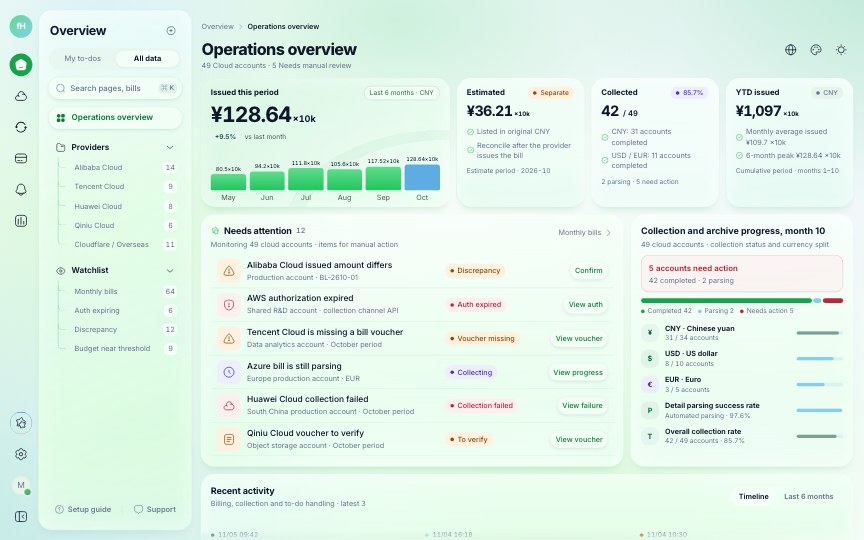 fH
Overview
My to-dos
All data
Search pages, bills
⌘ K
Operations overview
Providers
Alibaba Cloud 14
Tencent Cloud 9
Huawei Cloud 8
Qiniu Cloud 6
Cloudflare / Overseas 11
Watchlist
Monthly bills 64
Auth expiring 6
Discrepancy 12
Budget near threshold 9
M
Setup guide
Support
Overview > Operations overview
Operations overview
49 Cloud accounts · 5 Needs manual review
Issued this period
Last 6 months · CNY
¥128.64×10k
+9.5% vs last month
80.5×10k
94.2×10k
111.8×10k
105.6×10k
117.52×10k
128.64×10k
May
Jun
Jul
Aug
Sep
Oct
Estimated
Separate
¥36.21×10k
Listed in original CNY
Reconcile after the provider
issues the bill
Estimate period · 2026-10
Collected
85.7%
42 / 49
CNY: 31 accounts
completed
USD / EUR: 11 accounts
completed
2 parsing · 5 need action
YTD issued
CNY
¥1,097×10k
Monthly average issued
¥109.7 ×10k
6-month peak ¥128.64 ×10k
Cumulative period · months 1-10
Needs attention 12
Monthly bills >
Monitoring 49 cloud accounts · items for manual action
Alibaba Cloud issued amount differs
Production account · BL-2610-01
Discrepancy
Confirm
AWS authorization expired
Shared R&D account · collection channel API
Auth expired
View auth
Tencent Cloud is missing a bill voucher
Data analytics account · October period
Voucher missing
View voucher
Azure bill is still parsing
Europe production account · EUR
Collecting
View progress
Huawei Cloud collection failed
South China production account · October period
Collection failed
View failure
Qiniu Cloud voucher to verify
Object storage account · October period
To verify
View voucher
Collection and archive progress, month 10
49 cloud accounts · collection status and currency split
5 accounts need action
42 completed · 2 parsing
Completed 42
Parsing 2
Needs action 5
¥
CNY · Chinese yuan
31 / 34 accounts
$
USD · US dollar
8 / 10 accounts
€
EUR · Euro
3 / 5 accounts
P
Detail parsing success rate
Automated parsing · 97.6%
T
Overall collection rate
42 / 49 accounts · 85.7%
Recent activity
Billing, collection and to-do handling · latest 3
Timeline
Last 6 months
11/05 09:42
11/04 16:18
11/04 10:30